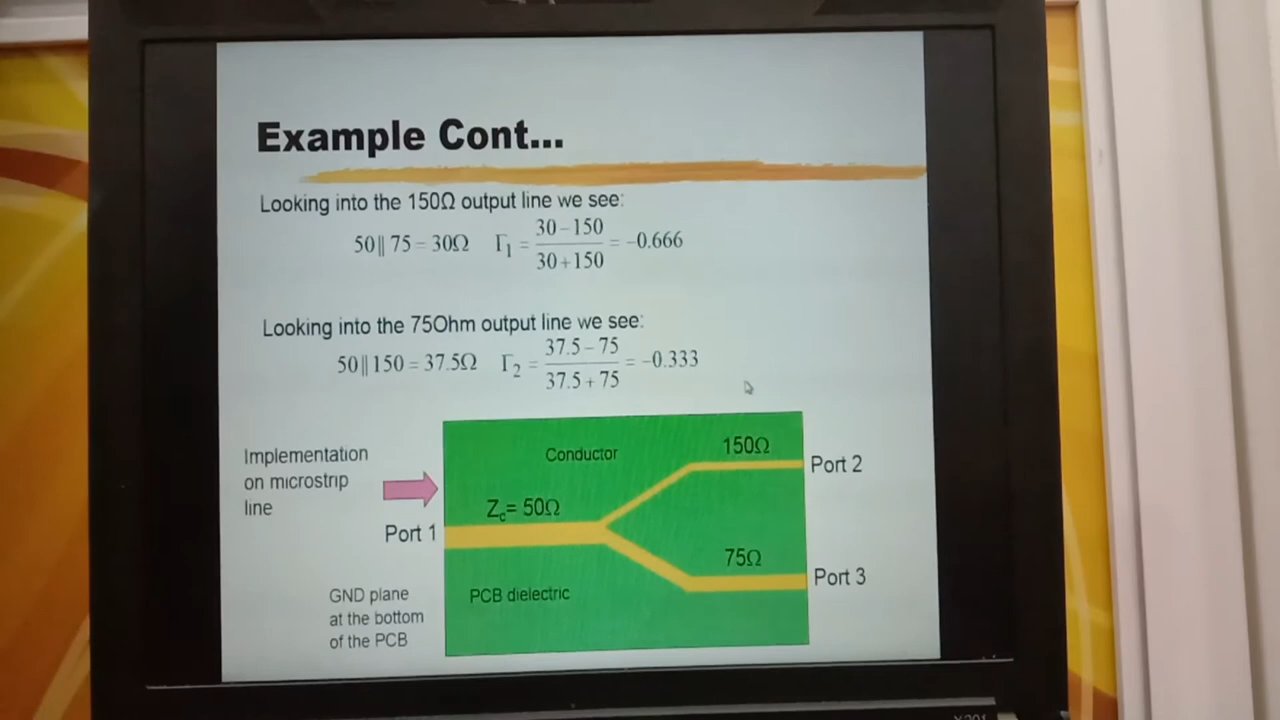 Example Cont...
Looking into the 150Ω output line we see:
50 || 75 = 30Ω Γ₁ = (30 – 150) / (30 + 150) = –0.666
Looking into the 75Ohm output line we see:
50 || 150 = 37.5Ω Γ₂ = (37.5 – 75) / (37.5 + 75) = –0.333
Implementation
on microstrip
line
Conductor
150Ω
Port 2
Zc= 50Ω
Port 1
75Ω
Port 3
GND plane
at the bottom
of the PCB
PCB dielectric